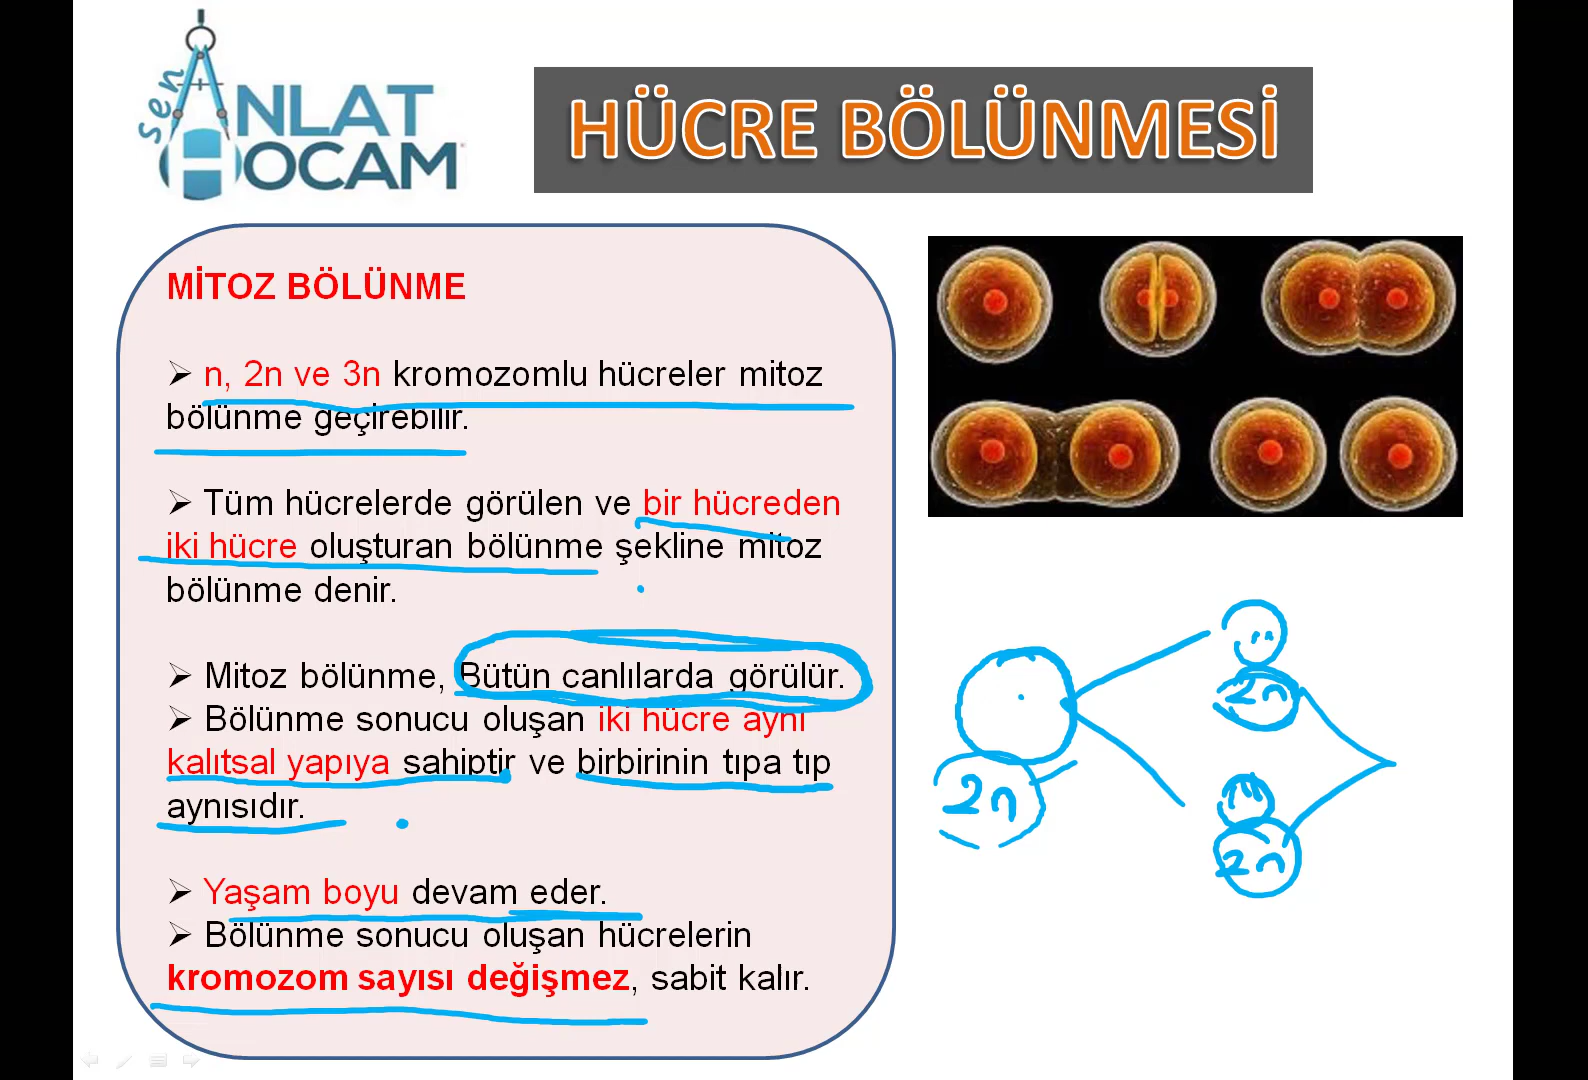 sen
ANLAT
HOCAM
HÜCRE BÖLÜNMESİ
MİTOZ BÖLÜNME
➢ n, 2n ve 3n kromozomlu hücreler mitoz
bölünme geçirebilir.
➢ Tüm hücrelerde görülen ve bir hücreden
iki hücre oluşturan bölünme şekline mitoz
bölünme denir.
➢ Mitoz bölünme, Bütün canlılarda görülür.
➢ Bölünme sonucu oluşan iki hücre aynı
kalıtsal yapıya sahiptir ve birbirinin tıpa tıp
aynısıdır.
➢ Yaşam boyu devam eder.
➢ Bölünme sonucu oluşan hücrelerin
kromozom sayısı değişmez, sabit kalır.
2n
2n
2n